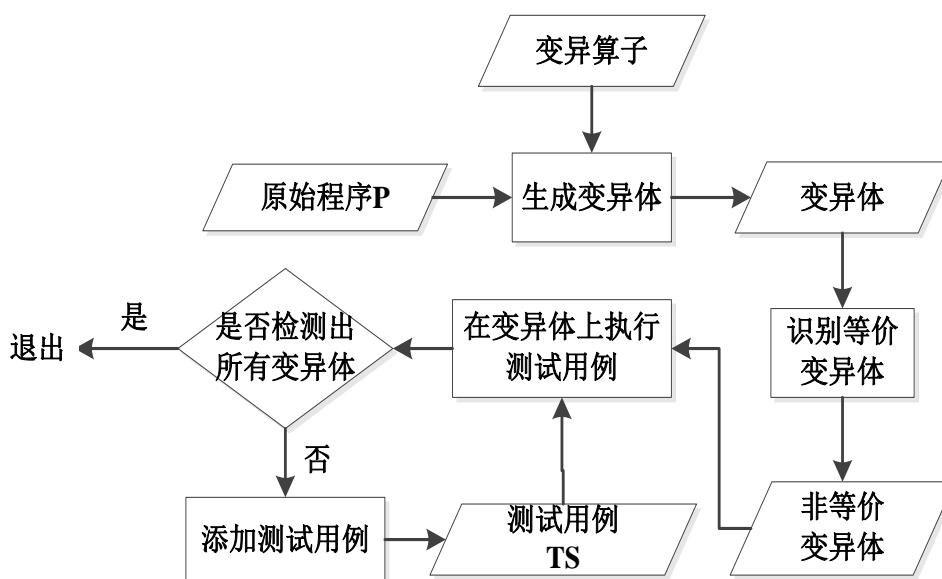 变异算子
原始程序P
生成变异体
变异体
是
退出
是否检测出
所有变异体
在变异体上执行
测试用例
识别等价
变异体
否
添加测试用例
测试用例
TS
非等价
变异体